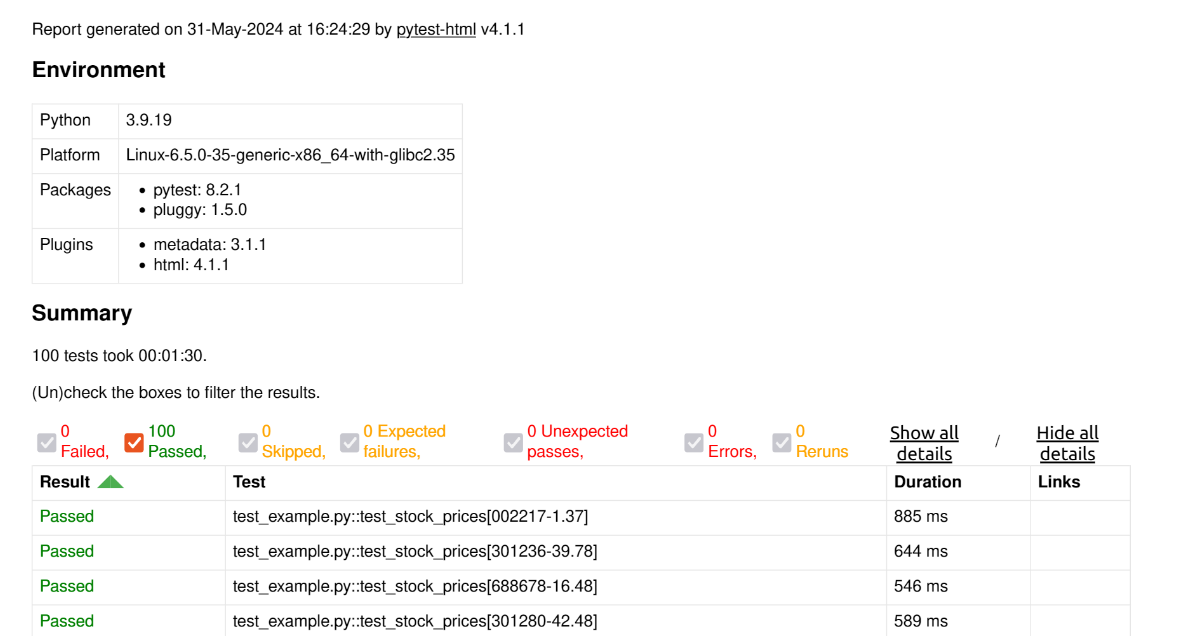 Report generated on 31-May-2024 at 16:24:29 by pytest-html v4.1.1
Environment
Python 3.9.19
Platform Linux-6.5.0-35-generic-x86_64-with-glibc2.35
Packages • pytest: 8.2.1
• pluggy: 1.5.0
Plugins • metadata: 3.1.1
• html: 4.1.1
Summary
100 tests took 00:01:30.
(Un)check the boxes to filter the results.
0 Failed, 100 Passed, 0 Skipped, 0 Expected failures, 0 Unexpected passes, 0 Errors, 0 Reruns Show all details / Hide all details
Result Test Duration Links
Passed test_example.py::test_stock_prices[002217-1.37] 885 ms
Passed test_example.py::test_stock_prices[301236-39.78] 644 ms
Passed test_example.py::test_stock_prices[688678-16.48] 546 ms
Passed test_example.py::test_stock_prices[301280-42.48] 589 ms